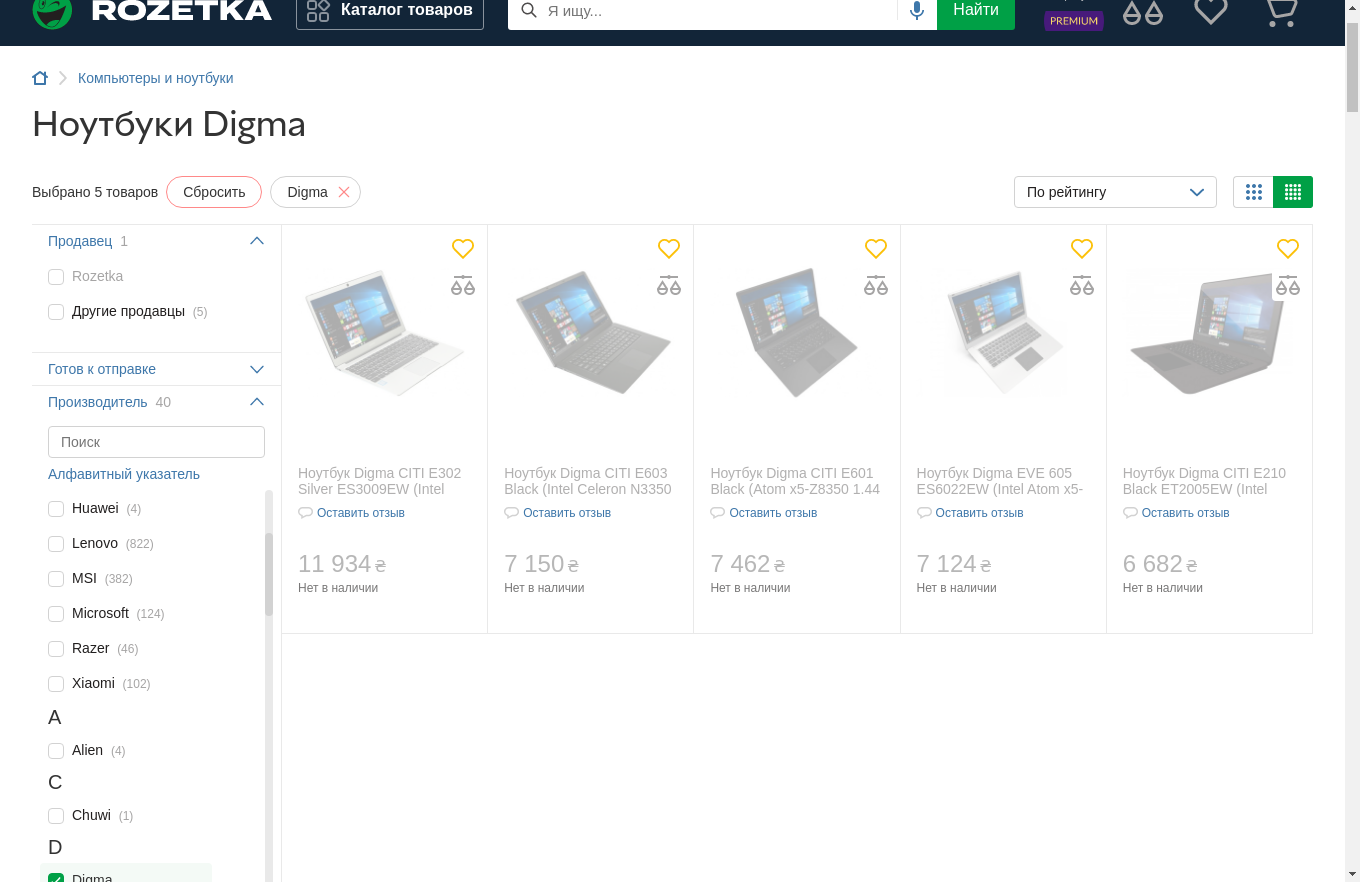 ROZETKA
Каталог товаров
Я ищу...
Найти
PREMIUM
Компьютеры и ноутбуки
Ноутбуки Digma
Выбрано 5 товаров
Сбросить
Digma
По рейтингу
Продавец 1
Rozetka
Другие продавцы (5)
Готов к отправке
Производитель 40
Поиск
Алфавитный указатель
Huawei (4)
Lenovo (822)
MSI (382)
Microsoft (124)
Razer (46)
Xiaomi (102)
A
Alien (4)
C
Chuwi (1)
D
Digma
Ноутбук Digma CITI E302
Silver ES3009EW (Intel
Оставить отзыв
11 934 ₴
Нет в наличии
Ноутбук Digma CITI E603
Black (Intel Celeron N3350
Оставить отзыв
7 150 ₴
Нет в наличии
Ноутбук Digma CITI E601
Black (Atom x5-Z8350 1.44
Оставить отзыв
7 462 ₴
Нет в наличии
Ноутбук Digma EVE 605
ES6022EW (Intel Atom x5-
Оставить отзыв
7 124 ₴
Нет в наличии
Ноутбук Digma CITI E210
Black ET2005EW (Intel
Оставить отзыв
6 682 ₴
Нет в наличии